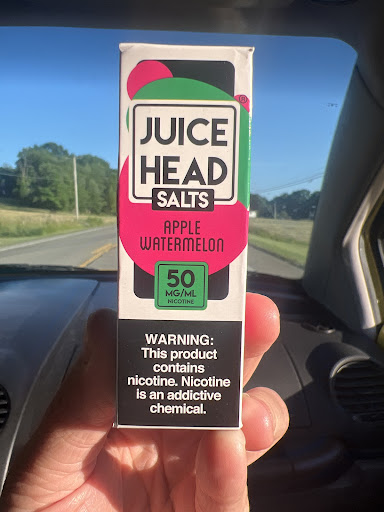 ®
JUICE
HEAD
SALTS
APPLE
WATERMELON
50
MG/ML
NICOTINE
WARNING:
This product
contains
nicotine. Nicotine
is an addictive
chemical.